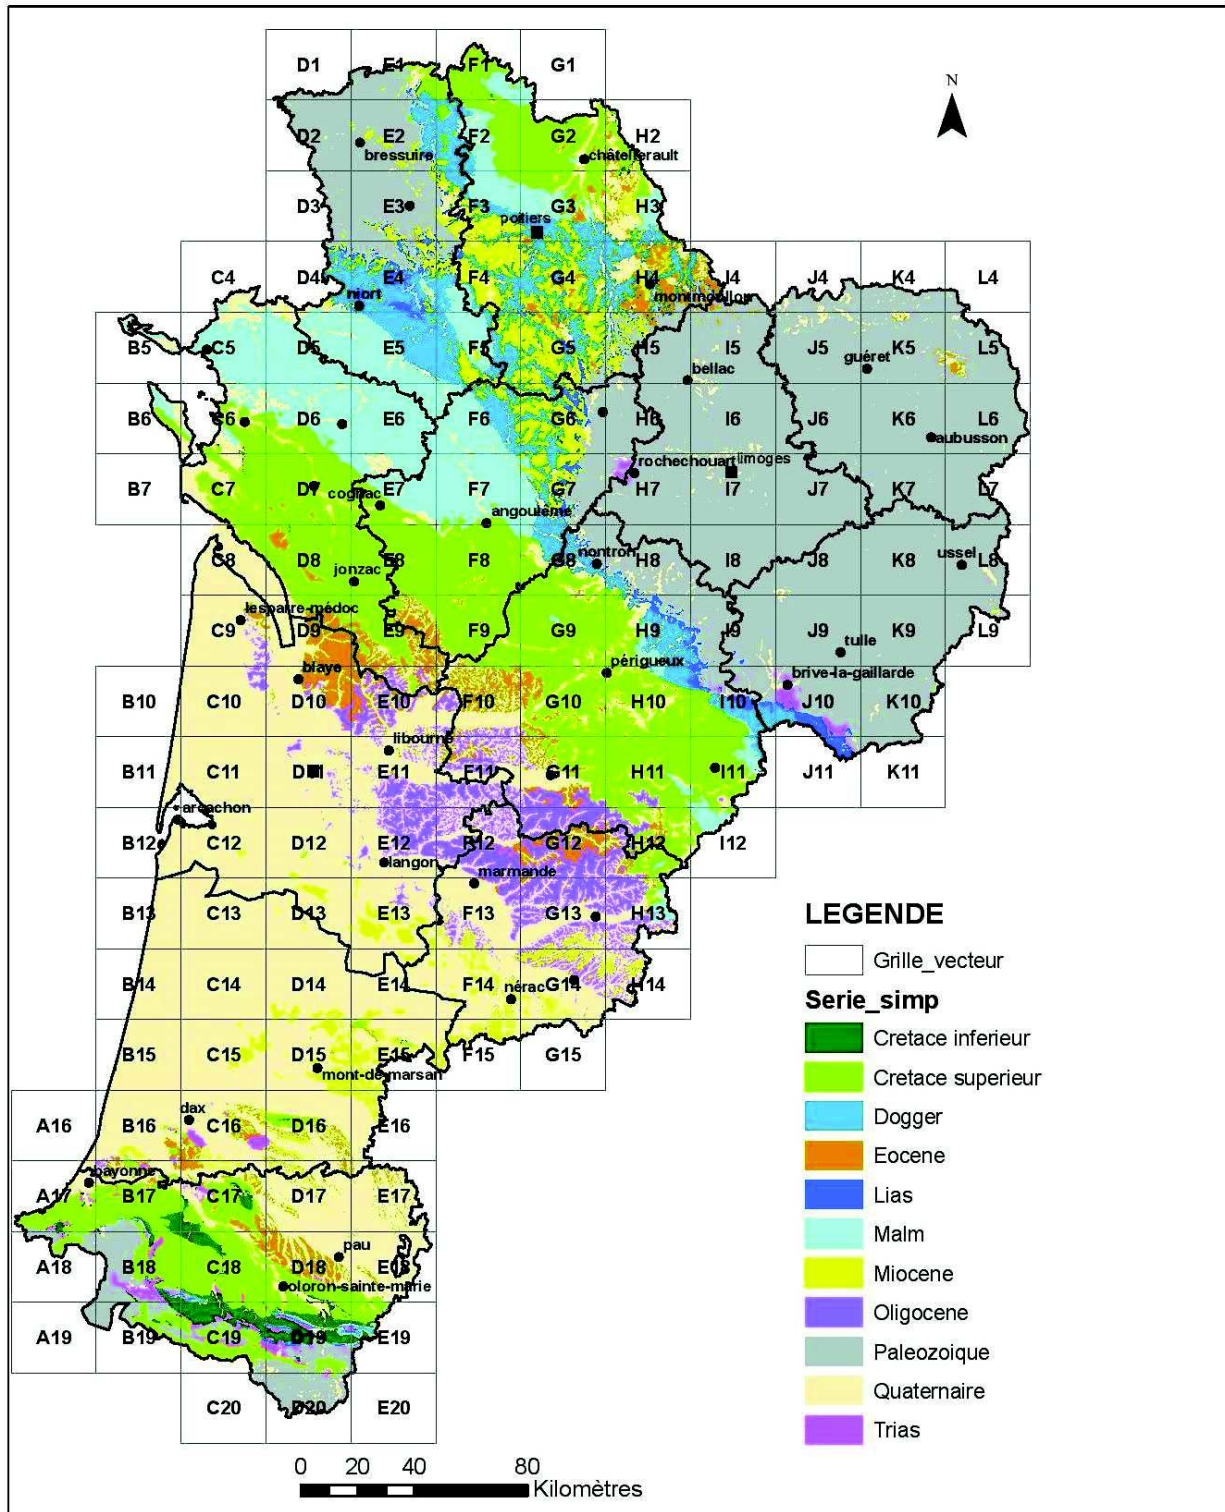 D1 E1 F1 G1
N
D2 E2 F2 G2 H2
bressuire
châtellerault
D3 E3 F3 G3 H3
poitiers
C4 D4 E4 F4 G4 H4 I4 J4 K4 L4
niort
montmorillon
B5 C5 D5 E5 F5 G5 H5 I5 J5 K5 L5
guéret
bellac
B6 C6 D6 E6 F6 G6 H6 I6 J6 K6 L6
aubusson
rochechouart
limoges
B7 C7 D7 E7 F7 G7 H7 I7 J7 K7 L7
cognac
angoulème
C8 D8 E8 F8 G8 H8 I8 J8 K8 L8
nontron
ussel
jonzac
lesparre-médoc
C9 D9 E9 F9 G9 H9 I9 J9 K9 L9
tulle
périgueux
blaye
brive-la-gaillarde
B10 C10 D10 E10 F10 G10 H10 I10 J10 K10
libourne
B11 C11 D11 E11 F11 G11 H11 I11 J11 K11
arcachon
B12 C12 D12 E12 F12 G12 H12 I12
langon
marmande
B13 C13 D13 E13 F13 G13 H13
B14 C14 D14 E14 F14 G14 H14
nérac
B15 C15 D15 E15 F15 G15
mont-de-marsan
dax
A16 B16 C16 D16 E16
bayonne
A17 B17 C17 D17 E17
pau
A18 B18 C18 D18 E18
oloron-sainte-marie
A19 B19 C19 D19 E19
C20 D20 E20
LEGENDE
Grille_vecteur
Serie_simp
Cretace inferieur
Cretace superieur
Dogger
Eocene
Lias
Malm
Miocene
Oligocene
Paleozoique
Quaternaire
Trias
0 20 40 80
Kilomètres